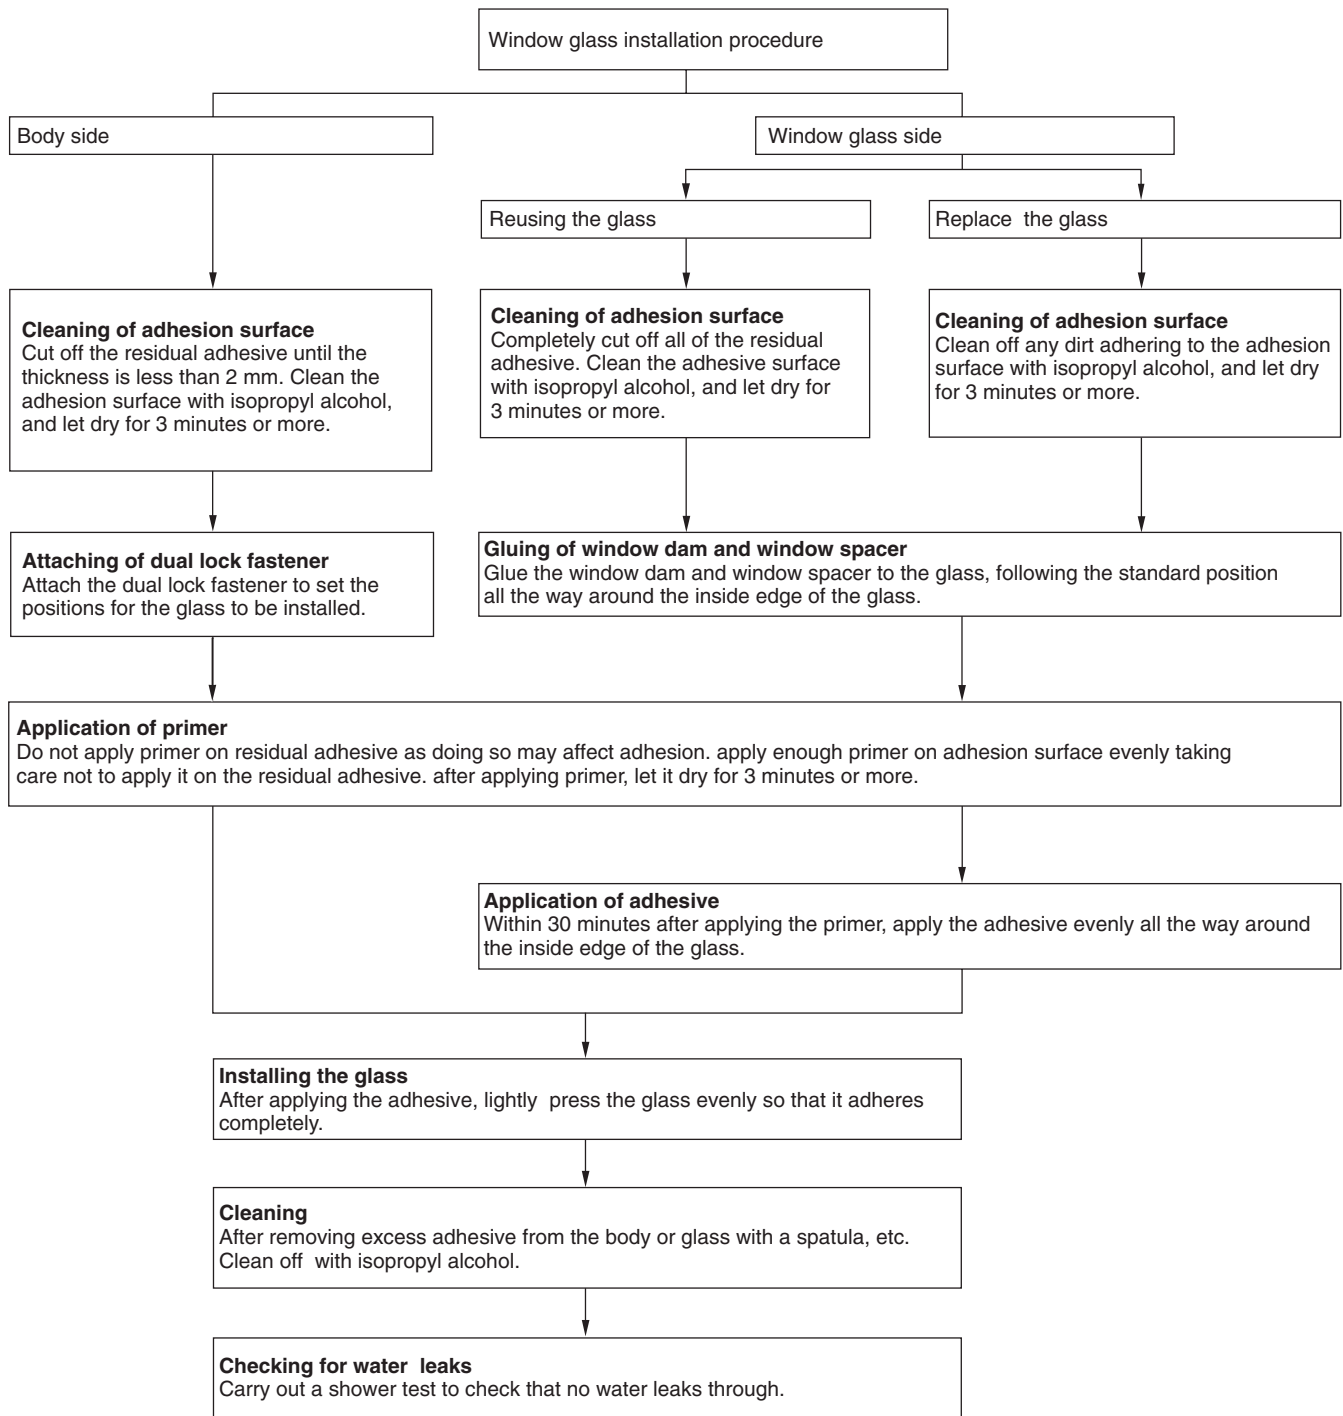 Window glass installation procedure
Body side
Window glass side
Reusing the glass
Replace the glass
Cleaning of adhesion surface
Cut off the residual adhesive until the
thickness is less than 2 mm. Clean the
adhesion surface with isopropyl alcohol,
and let dry for 3 minutes or more.
Cleaning of adhesion surface
Completely cut off all of the residual
adhesive. Clean the adhesive surface
with isopropyl alcohol, and let dry for
3 minutes or more.
Cleaning of adhesion surface
Clean off any dirt adhering to the adhesion
surface with isopropyl alcohol, and let dry
for 3 minutes or more.
Attaching of dual lock fastener
Attach the dual lock fastener to set the
positions for the glass to be installed.
Gluing of window dam and window spacer
Glue the window dam and window spacer to the glass, following the standard position
all the way around the inside edge of the glass.
Application of primer
Do not apply primer on residual adhesive as doing so may affect adhesion. apply enough primer on adhesion surface evenly taking
care not to apply it on the residual adhesive. after applying primer, let it dry for 3 minutes or more.
Application of adhesive
Within 30 minutes after applying the primer, apply the adhesive evenly all the way around
the inside edge of the glass.
Installing the glass
After applying the adhesive, lightly press the glass evenly so that it adheres
completely.
Cleaning
After removing excess adhesive from the body or glass with a spatula, etc.
Clean off with isopropyl alcohol.
Checking for water leaks
Carry out a shower test to check that no water leaks through.